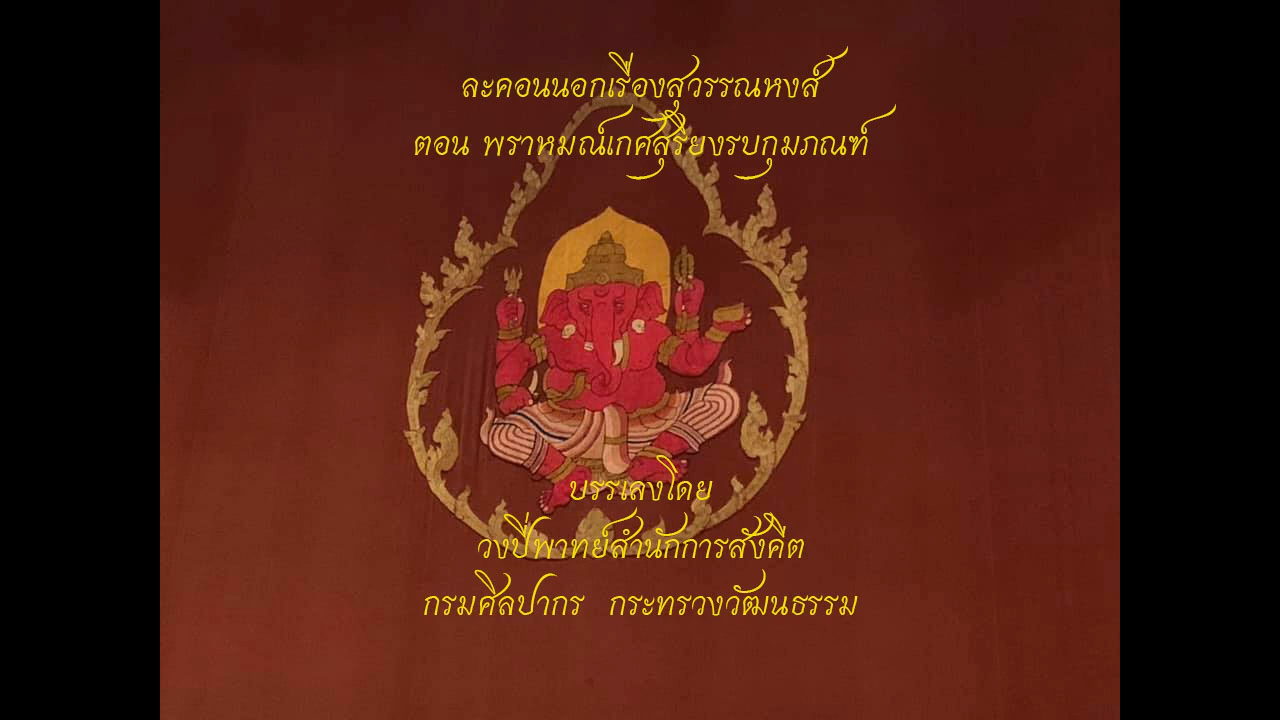 ละคอนนอกเรื่องสุวรรณหงส์
ตอน พราหมณ์เกศสุริยงรบกุมภณฑ์
บรรเลงโดย
วงปี่พาทย์สำนักการสังคีต
กรมศิลปากร กระทรวงวัฒนธรรม